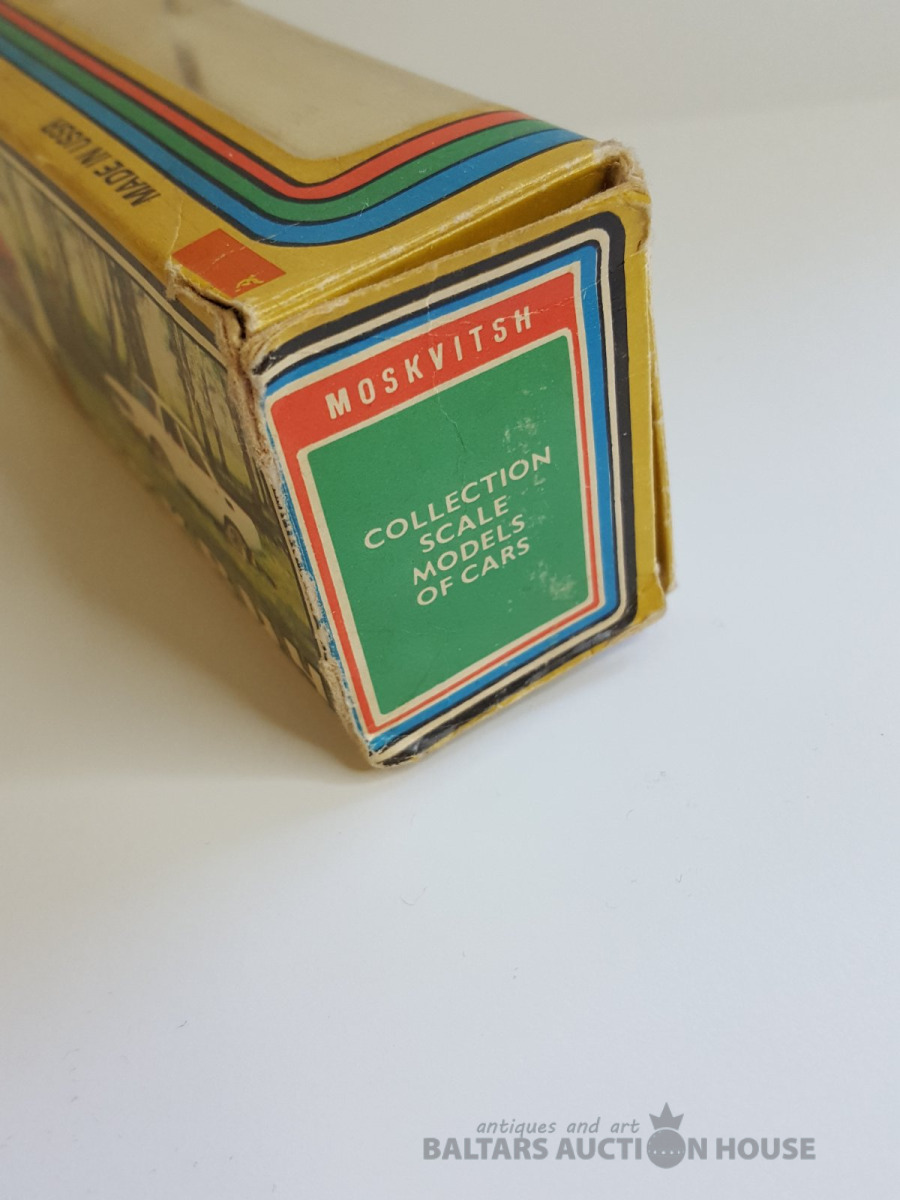 MADE IN USSR
MOSKVITSH
COLLECTION
SCALE
MODELS
OF CARS
antiques and art
BALTARS AUCTION HOUSE